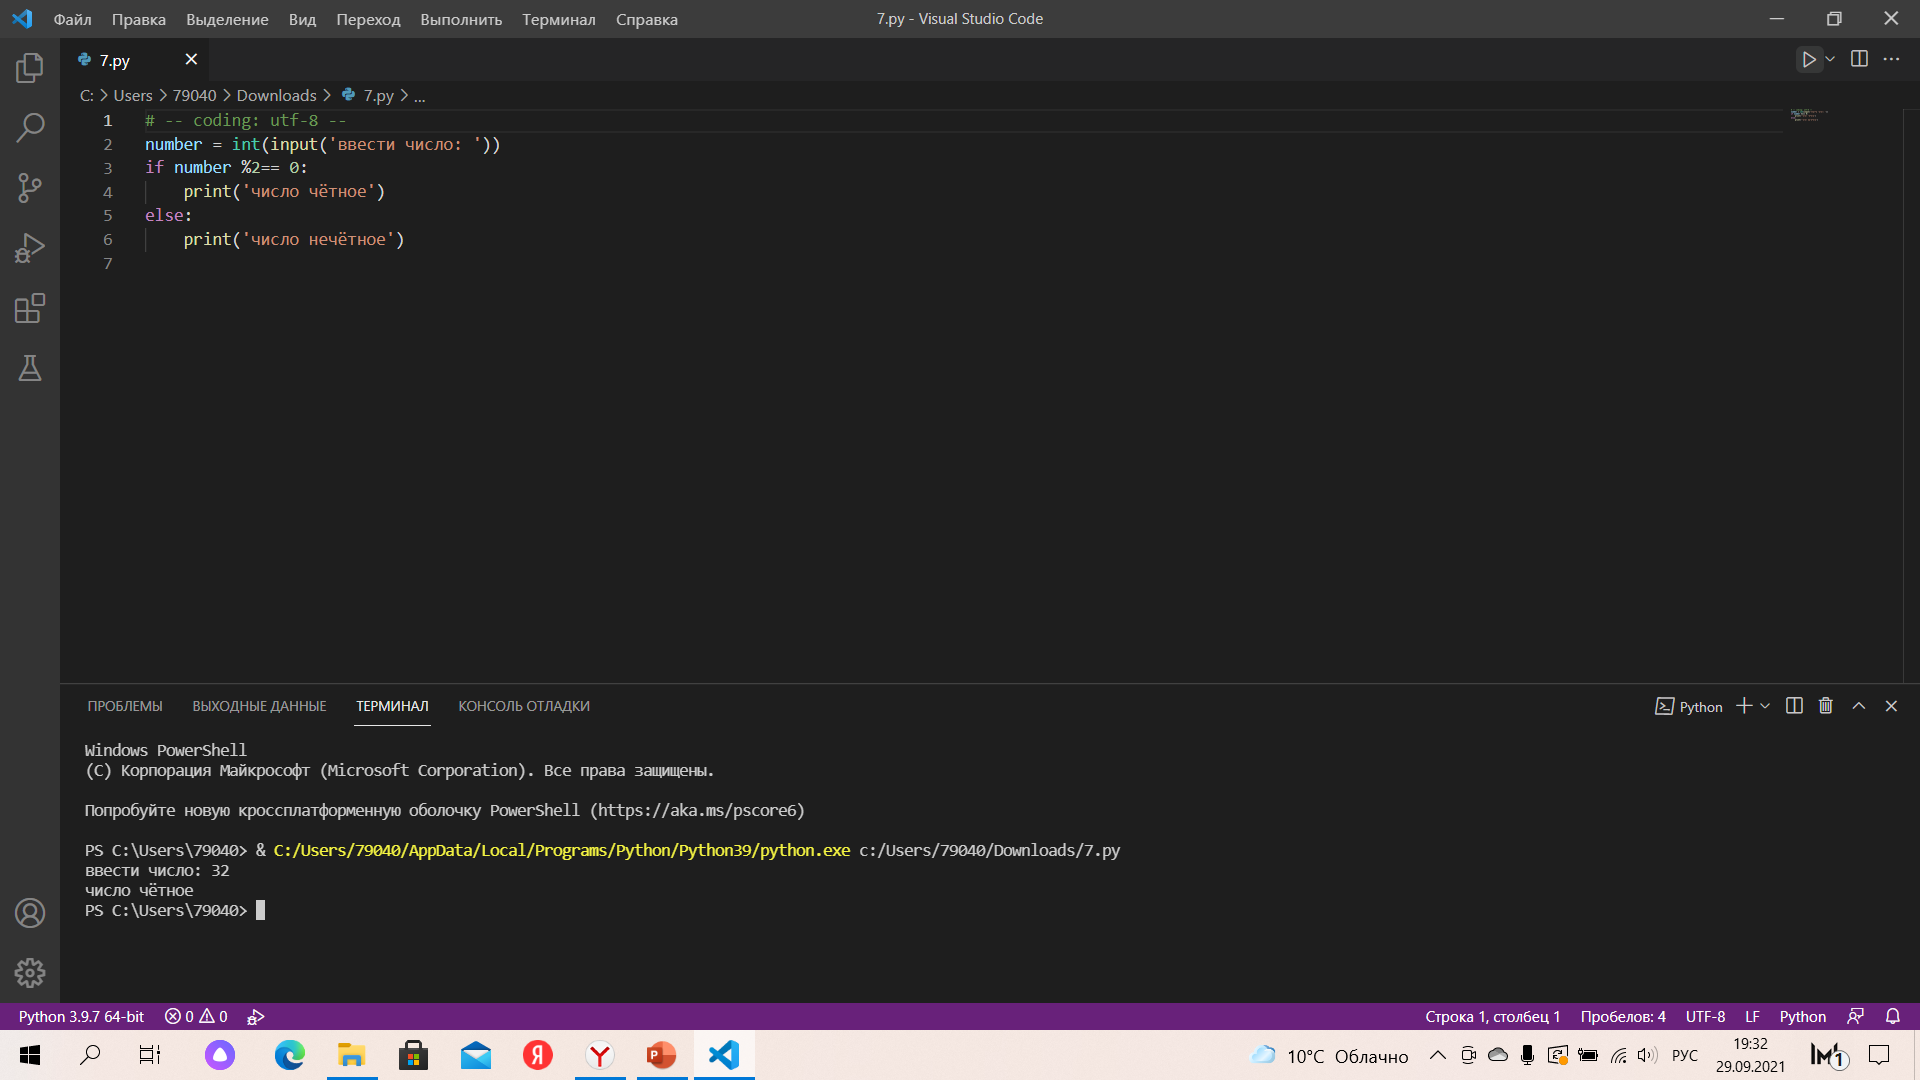 Файл Правка Выделение Вид Переход Выполнить Терминал Справка 7.py - Visual Studio Code
7.py
C: > Users > 79040 > Downloads > 7.py > ...
1 # -- coding: utf-8 --
2 number = int(input('ввести число: '))
3 if number %2== 0:
4 print('число чётное')
5 else:
6 print('число нечётное')
7
ПРОБЛЕМЫ ВЫХОДНЫЕ ДАННЫЕ ТЕРМИНАЛ КОНСОЛЬ ОТЛАДКИ Python
Windows PowerShell
(C) Корпорация Майкрософт (Microsoft Corporation). Все права защищены.
Попробуйте новую кроссплатформенную оболочку PowerShell (https://aka.ms/pscore6)
PS C:\Users\79040> & C:/Users/79040/AppData/Local/Programs/Python/Python39/python.exe c:/Users/79040/Downloads/7.py
ввести число: 32
число чётное
PS C:\Users\79040>
Python 3.9.7 64-bit 0 0 Строка 1, столбец 1 Пробелов: 4 UTF-8 LF Python
10°C Облачно РУС 19:32
29.09.2021
1